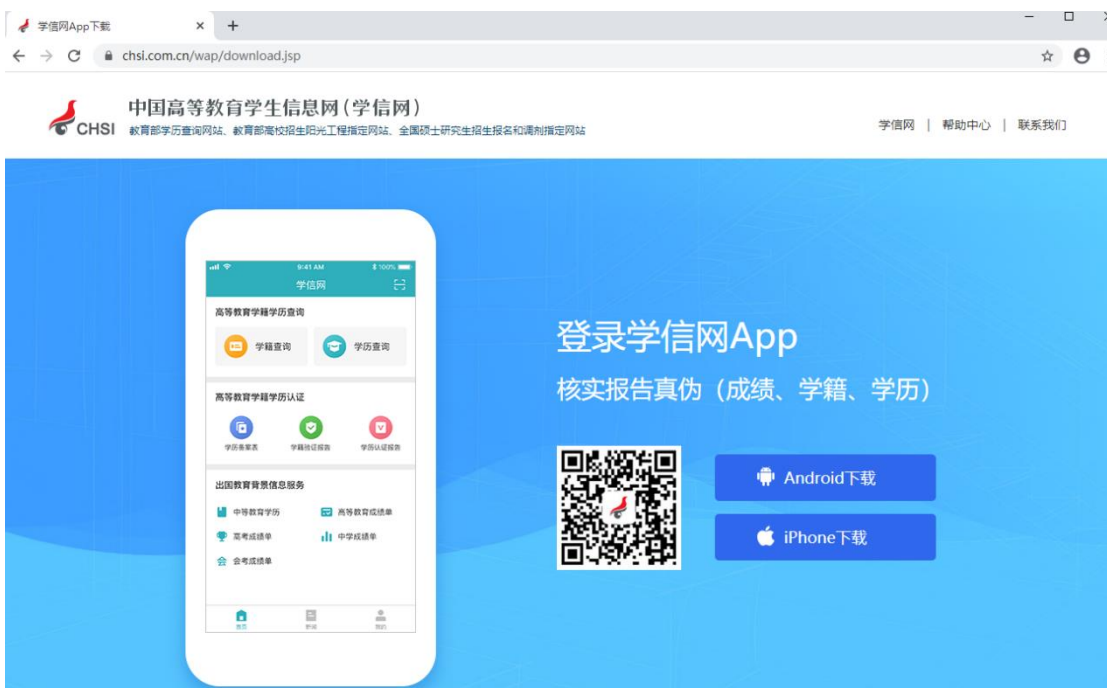 学信网App下载
chsi.com.cn/wap/download.jsp
CHSI
中国高等教育学生信息网(学信网)
教育部学历查询网站、教育部高校招生阳光工程指定网站、全国硕士研究生招生报名和调剂指定网站
学信网 | 帮助中心 | 联系我们
9:41 AM 100%
学信网
高等教育学籍学历查询
学籍查询 学历查询
高等教育学籍学历认证
学历备案表 学籍验证报告 学历认证报告
出国教育背景信息服务
中等教育学历 高等教育成绩单
高考成绩单 中学成绩单
会考成绩单
首页 我的
登录学信网App
核实报告真伪(成绩、学籍、学历)
Android下载
iPhone下载